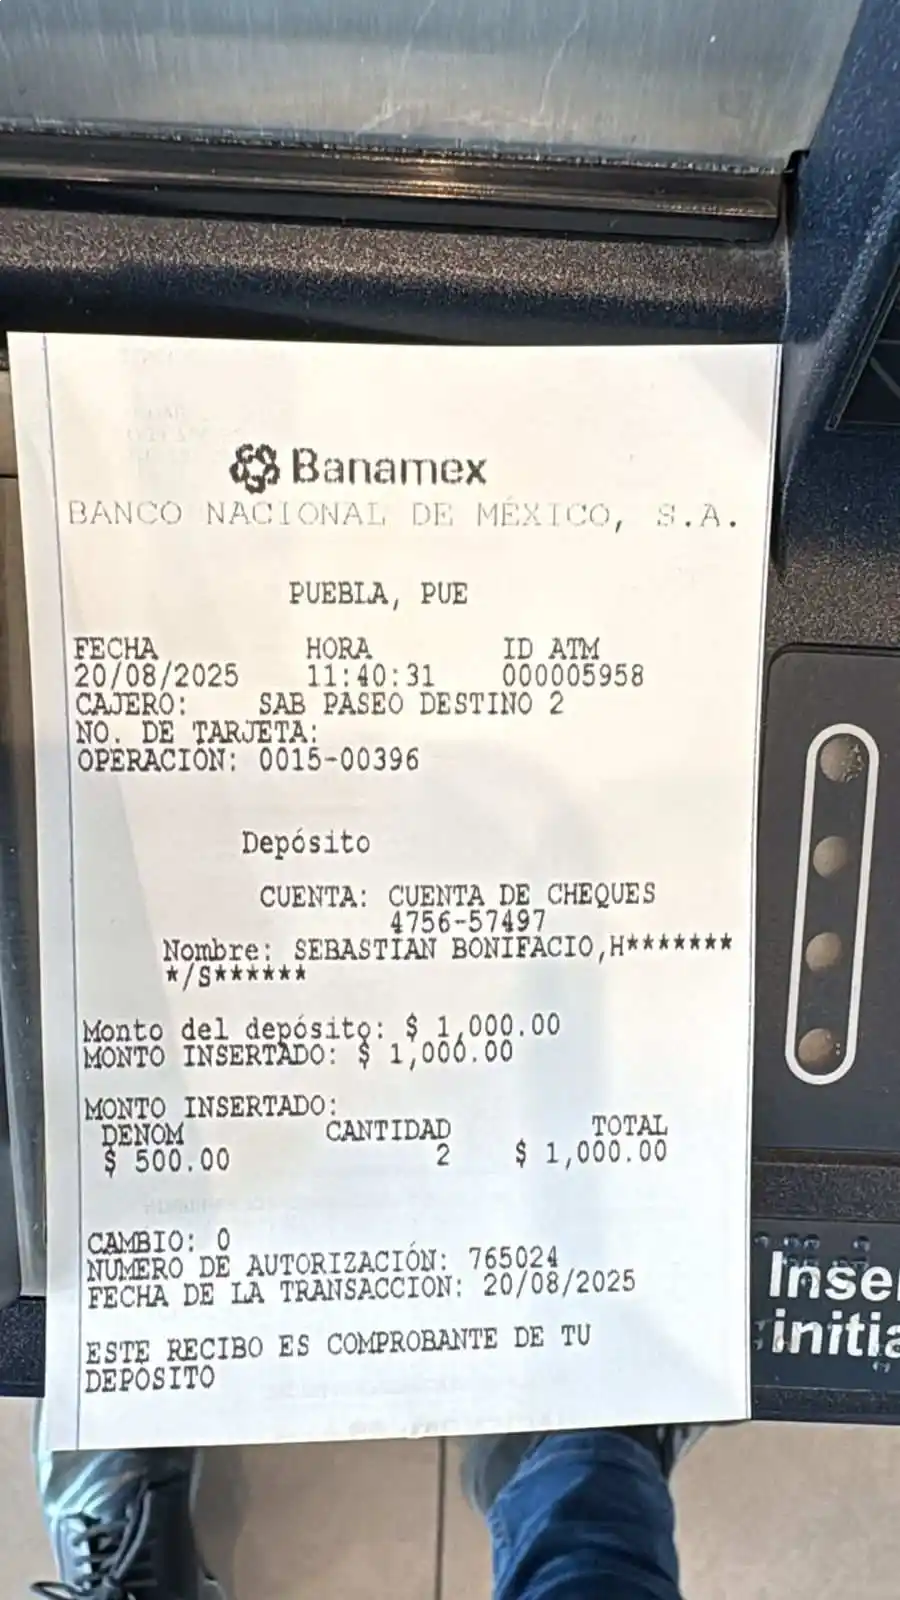 Banamex
BANCO NACIONAL DE MÉXICO, S.A.
PUEBLA, PUE
FECHA HORA ID ATM
20/08/2025 11:40:31 000005958
CAJERO: SAB PASEO DESTINO 2
NO. DE TARJETA:
OPERACIÓN: 0015-00396
Depósito
CUENTA: CUENTA DE CHEQUES
4756-57497
Nombre: SEBASTIAN BONIFACIO,H*******
*/S******
Monto del depósito: $ 1,000.00
MONTO INSERTADO: $ 1,000.00
MONTO INSERTADO:
DENOM CANTIDAD TOTAL
$ 500.00 2 $ 1,000.00
CAMBIO: 0
NUMERO DE AUTORIZACIÓN: 765024
FECHA DE LA TRANSACCION: 20/08/2025
ESTE RECIBO ES COMPROBANTE DE TU
DEPÓSITO
Inse
initia